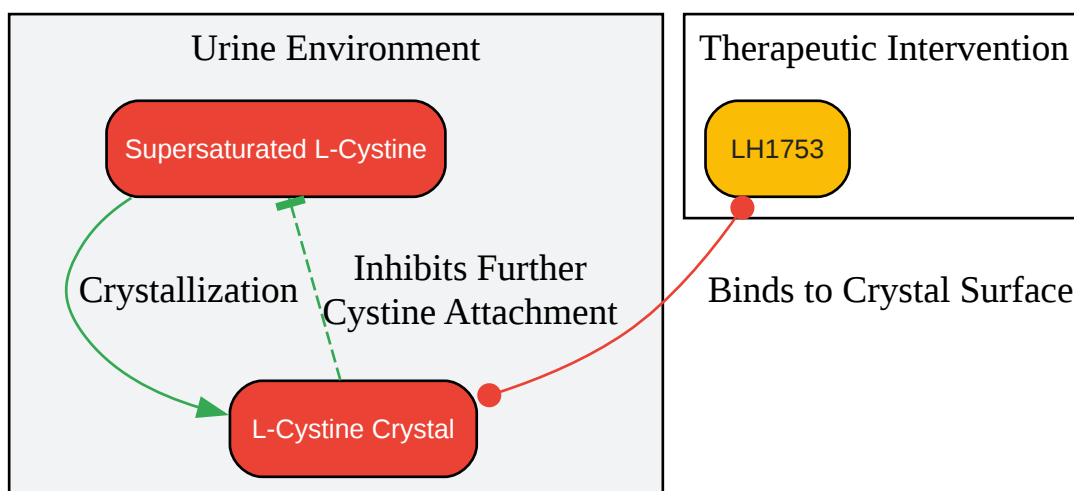 Urine Environment
Therapeutic Intervention
Supersaturated L-Cystine
LH1753
Crystallization
Inhibits Further
Cystine Attachment
Binds to Crystal Surface
L-Cystine Crystal